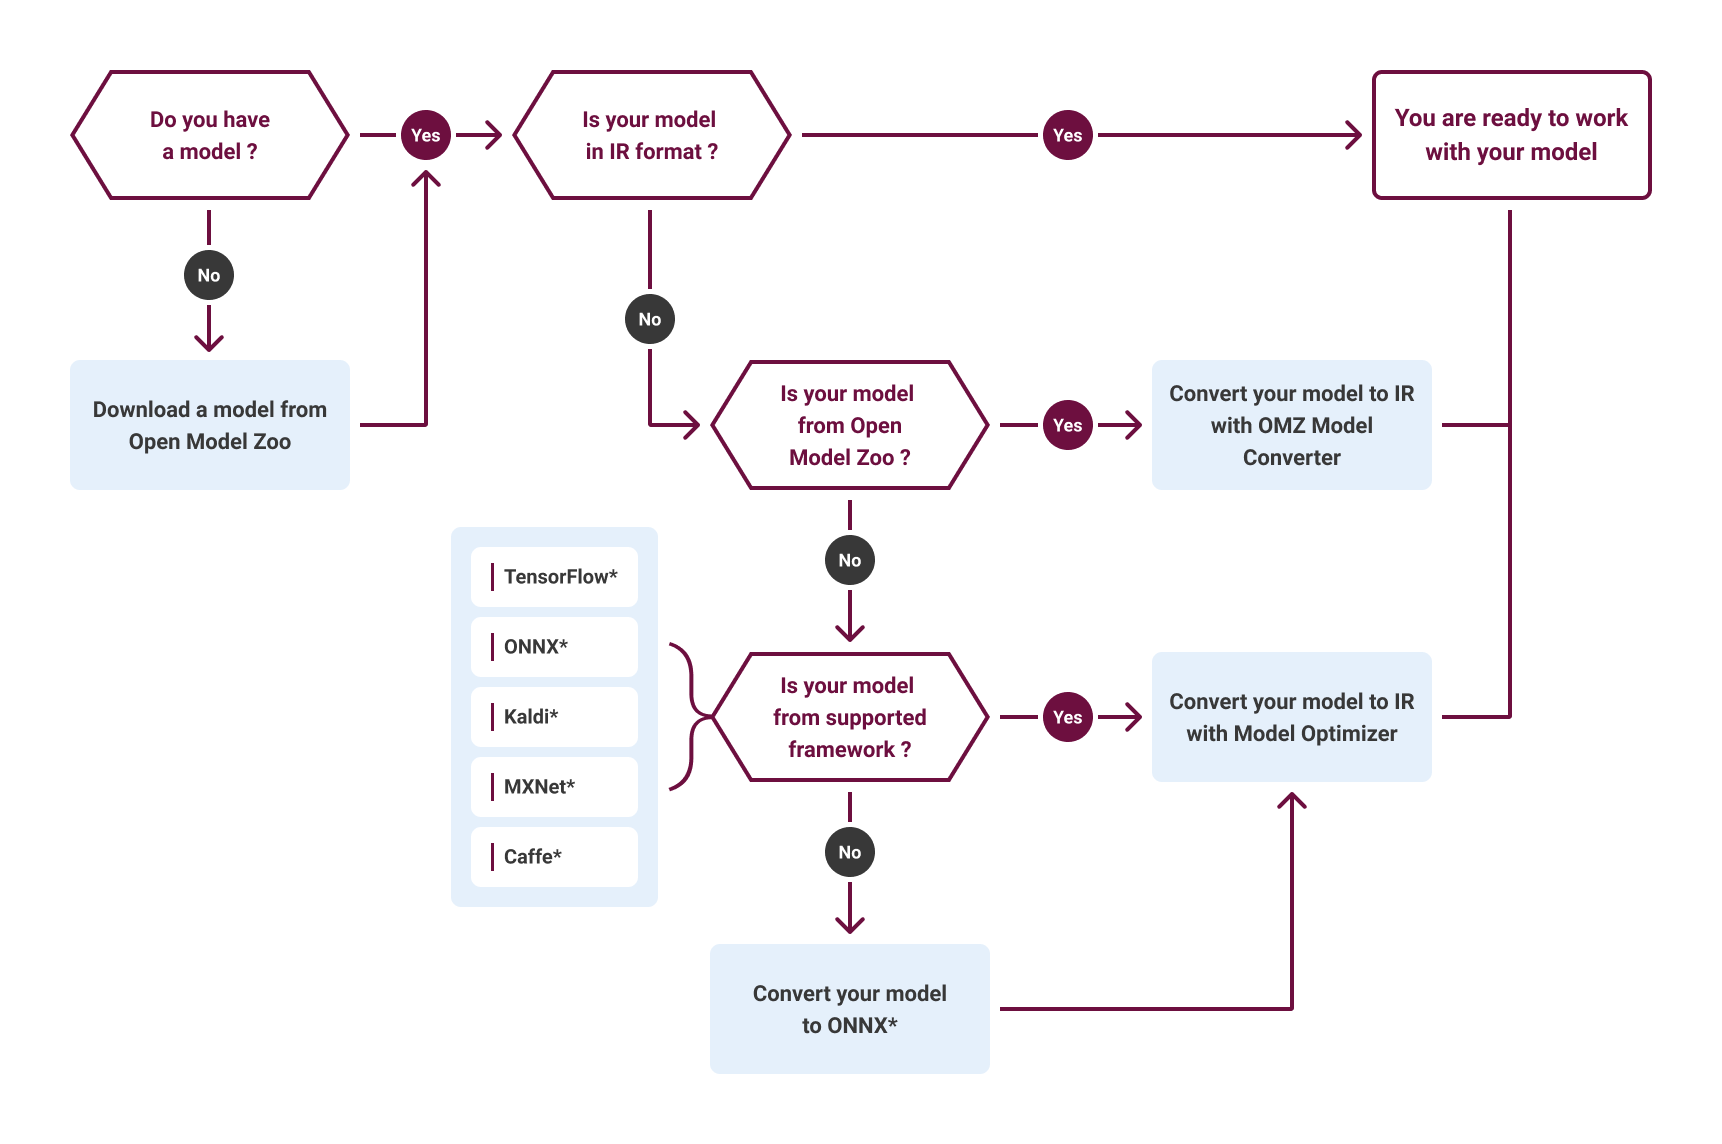 Do you have
a model ?
Yes
Is your model
in IR format ?
Yes
You are ready to work
with your model
No
No
Download a model from
Open Model Zoo
Is your model
from Open
Model Zoo ?
Yes
Convert your model to IR
with OMZ Model
Converter
No
TensorFlow*
ONNX*
Kaldi*
MXNet*
Caffe*
Is your model
from supported
framework ?
Yes
Convert your model to IR
with Model Optimizer
No
Convert your model
to ONNX*